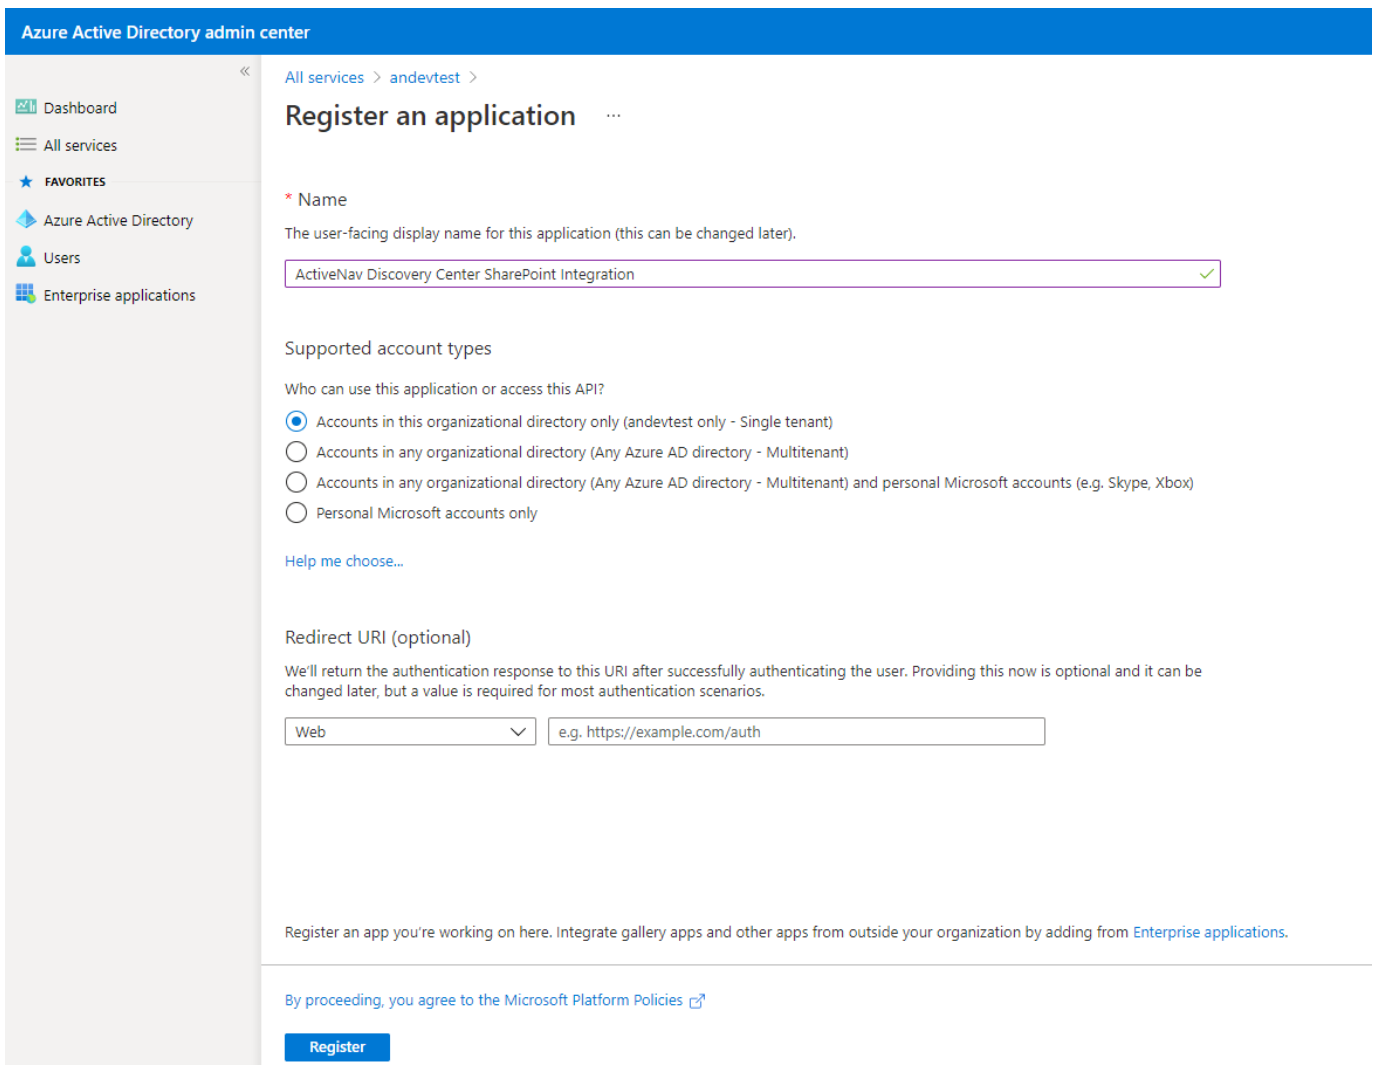 Azure Active Directory admin center
«
Dashboard
All services
FAVORITES
Azure Active Directory
Users
Enterprise applications
All services > andevtest >
Register an application ...
* Name
The user-facing display name for this application (this can be changed later).
ActiveNav Discovery Center SharePoint Integration
Supported account types
Who can use this application or access this API?
Accounts in this organizational directory only (andevtest only - Single tenant)
Accounts in any organizational directory (Any Azure AD directory - Multitenant)
Accounts in any organizational directory (Any Azure AD directory - Multitenant) and personal Microsoft accounts (e.g. Skype, Xbox)
Personal Microsoft accounts only
Help me choose...
Redirect URI (optional)
We'll return the authentication response to this URI after successfully authenticating the user. Providing this now is optional and it can be
changed later, but a value is required for most authentication scenarios.
Web
e.g. https://example.com/auth
Register an app you're working on here. Integrate gallery apps and other apps from outside your organization by adding from Enterprise applications.
By proceeding, you agree to the Microsoft Platform Policies
Register